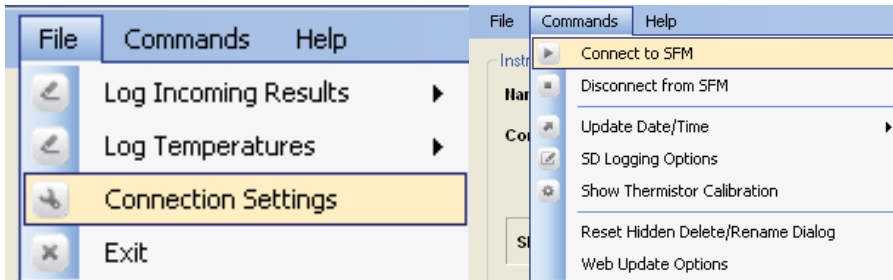 File Commands Help
Log Incoming Results
Log Temperatures
Connection Settings
Exit
File Commands Help
Connect to SFM
Disconnect from SFM
Update Date/Time
SD Logging Options
Show Thermistor Calibration
Reset Hidden Delete/Rename Dialog
Web Update Options